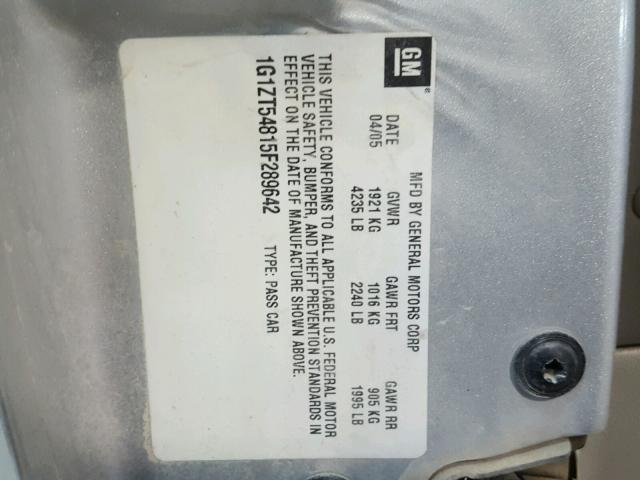 GM
MFD BY GENERAL MOTORS CORP
DATE GVWR GAWR FRT GAWR RR
04/05 1921 KG 1016 KG 905 KG
4235 LB 2240 LB 1995 LB
THIS VEHICLE CONFORMS TO ALL APPLICABLE U.S. FEDERAL MOTOR
VEHICLE SAFETY, BUMPER, AND THEFT PREVENTION STANDARDS IN
EFFECT ON THE DATE OF MANUFACTURE SHOWN ABOVE.
1G1ZT54815F289642 TYPE: PASS CAR